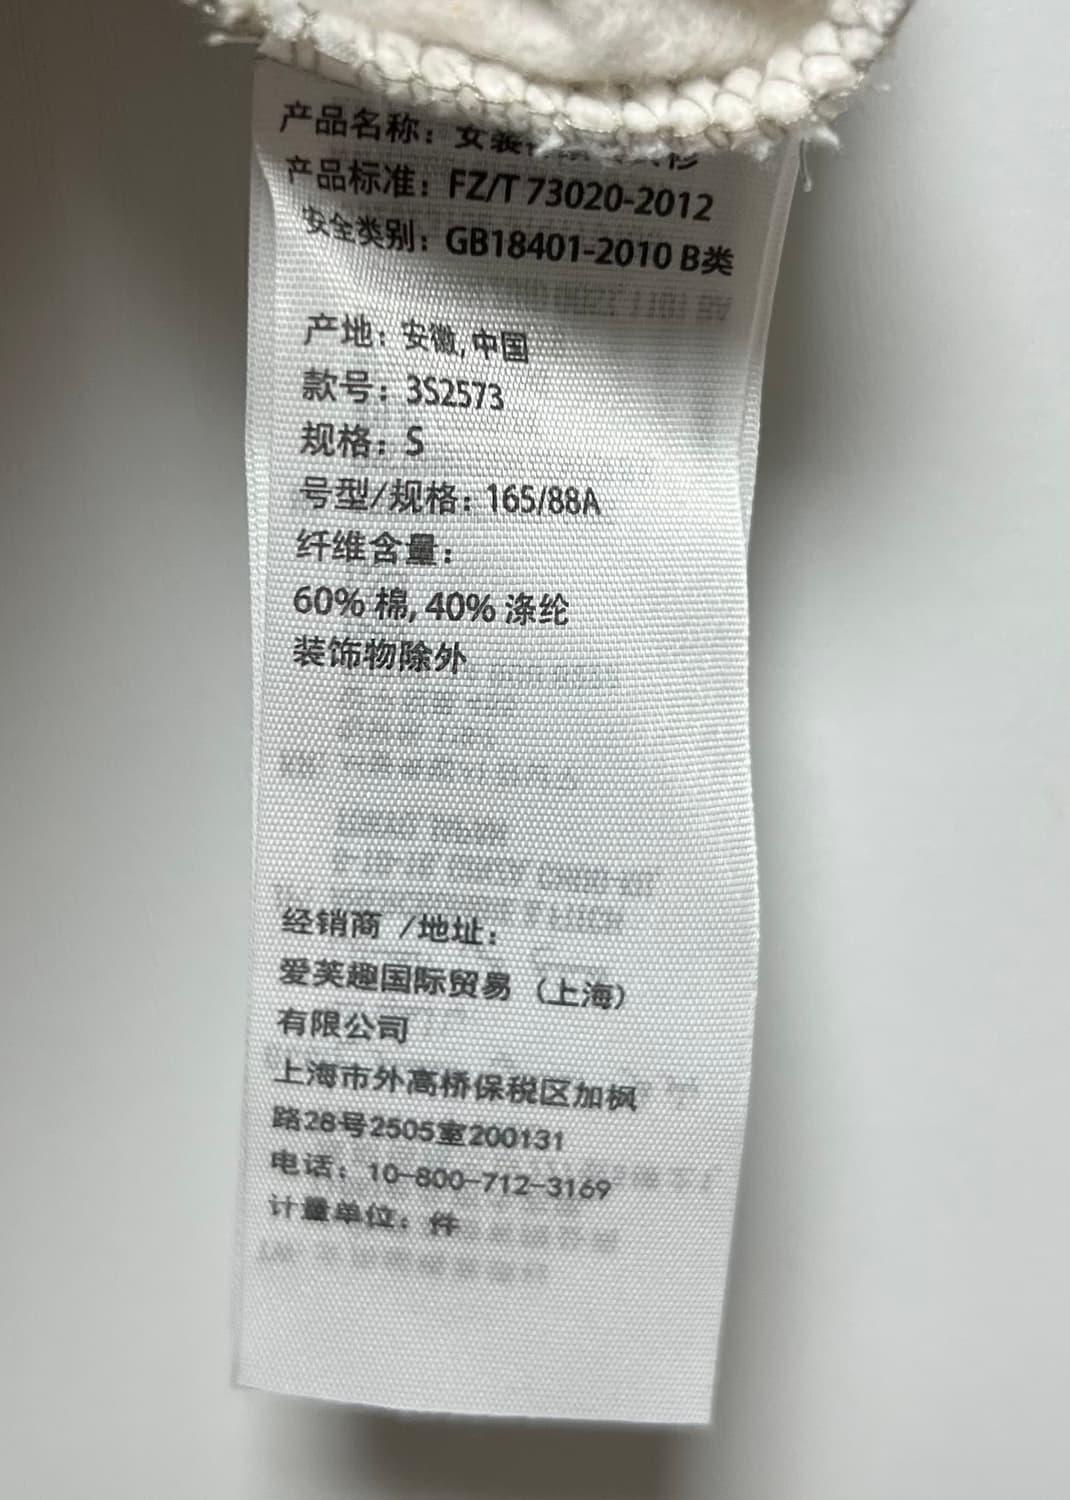 产品名称：女装
产品标准：FZ/T 73020-2012
安全类别：GB18401-2010 B类
产地：安徽,中国
款号：3S2573
规格：S
号型/规格：165/88A
纤维含量：
60% 棉, 40% 涤纶
装饰物除外
经销商 /地址：
爱芙趣国际贸易（上海）
有限公司
上海市外高桥保税区加枫
路28号2505室200131
电话：10-800-712-3169
计量单位：件